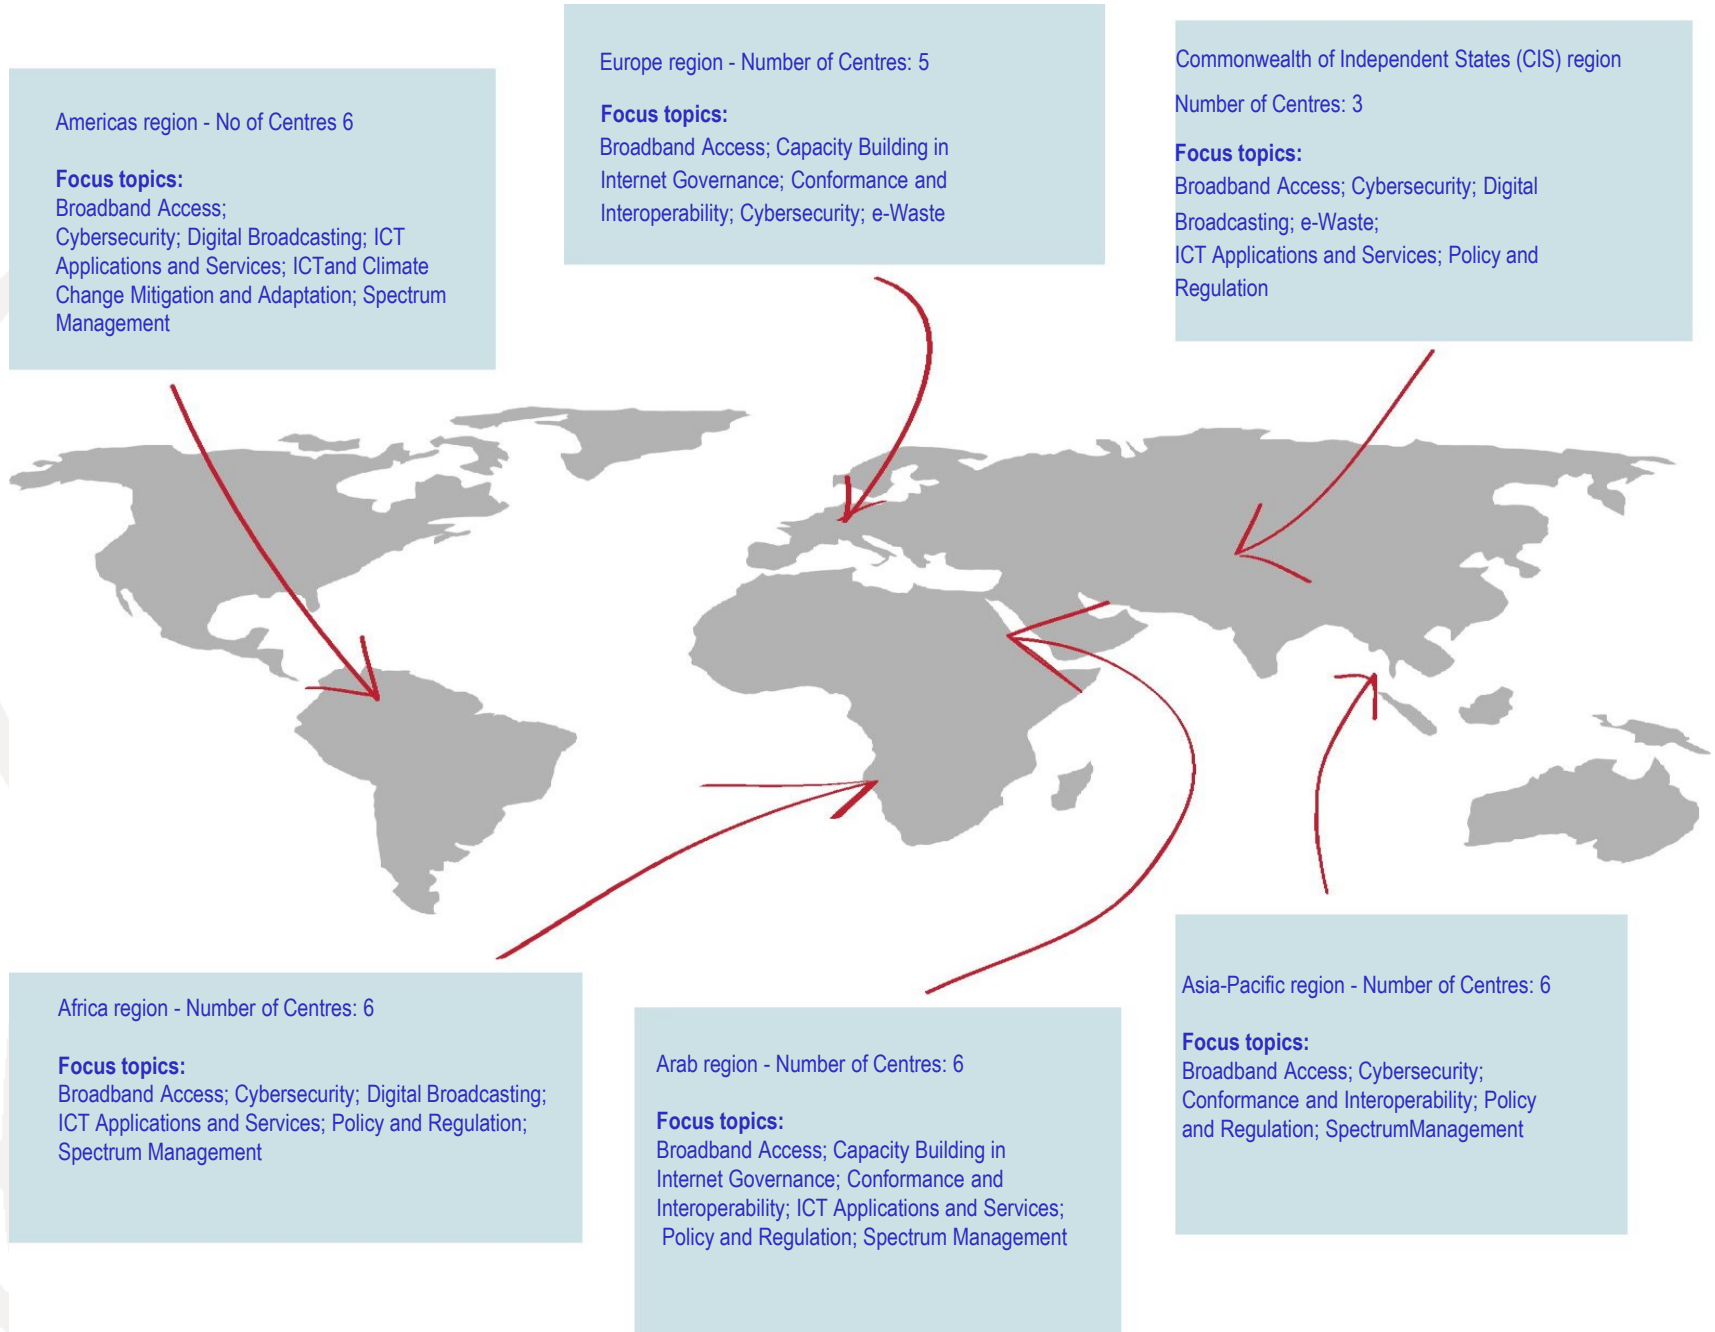 Americas region - No of Centres 6
Focus topics:
Broadband Access;
Cybersecurity; Digital Broadcasting; ICT
Applications and Services; ICTand Climate
Change Mitigation and Adaptation; Spectrum
Management
Europe region - Number of Centres: 5
Focus topics:
Broadband Access; Capacity Building in
Internet Governance; Conformance and
Interoperability; Cybersecurity; e-Waste
Commonwealth of Independent States (CIS) region
Number of Centres: 3
Focus topics:
Broadband Access; Cybersecurity; Digital
Broadcasting; e-Waste;
ICT Applications and Services; Policy and
Regulation
Africa region - Number of Centres: 6
Focus topics:
Broadband Access; Cybersecurity; Digital Broadcasting;
ICT Applications and Services; Policy and Regulation;
Spectrum Management
Arab region - Number of Centres: 6
Focus topics:
Broadband Access; Capacity Building in
Internet Governance; Conformance and
Interoperability; ICT Applications and Services;
Policy and Regulation; Spectrum Management
Asia-Pacific region - Number of Centres: 6
Focus topics:
Broadband Access; Cybersecurity;
Conformance and Interoperability; Policy
and Regulation; SpectrumManagement